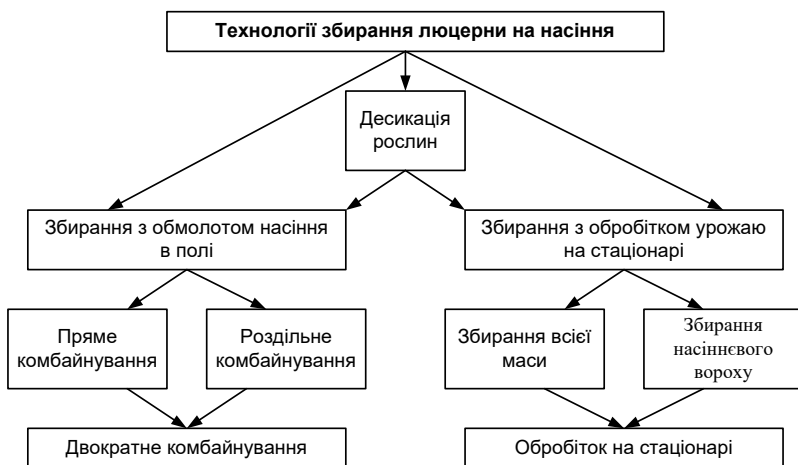 Технології збирання люцерни на насіння
Десикація
рослин
Збирання з обмолотом насіння
в полі
Збирання з обробітком урожаю
на стаціонарі
Пряме
комбайнування
Роздільне
комбайнування
Збирання всієї
маси
Збирання
насіннєвого
вороху
Двократне комбайнування
Обробіток на стаціонарі